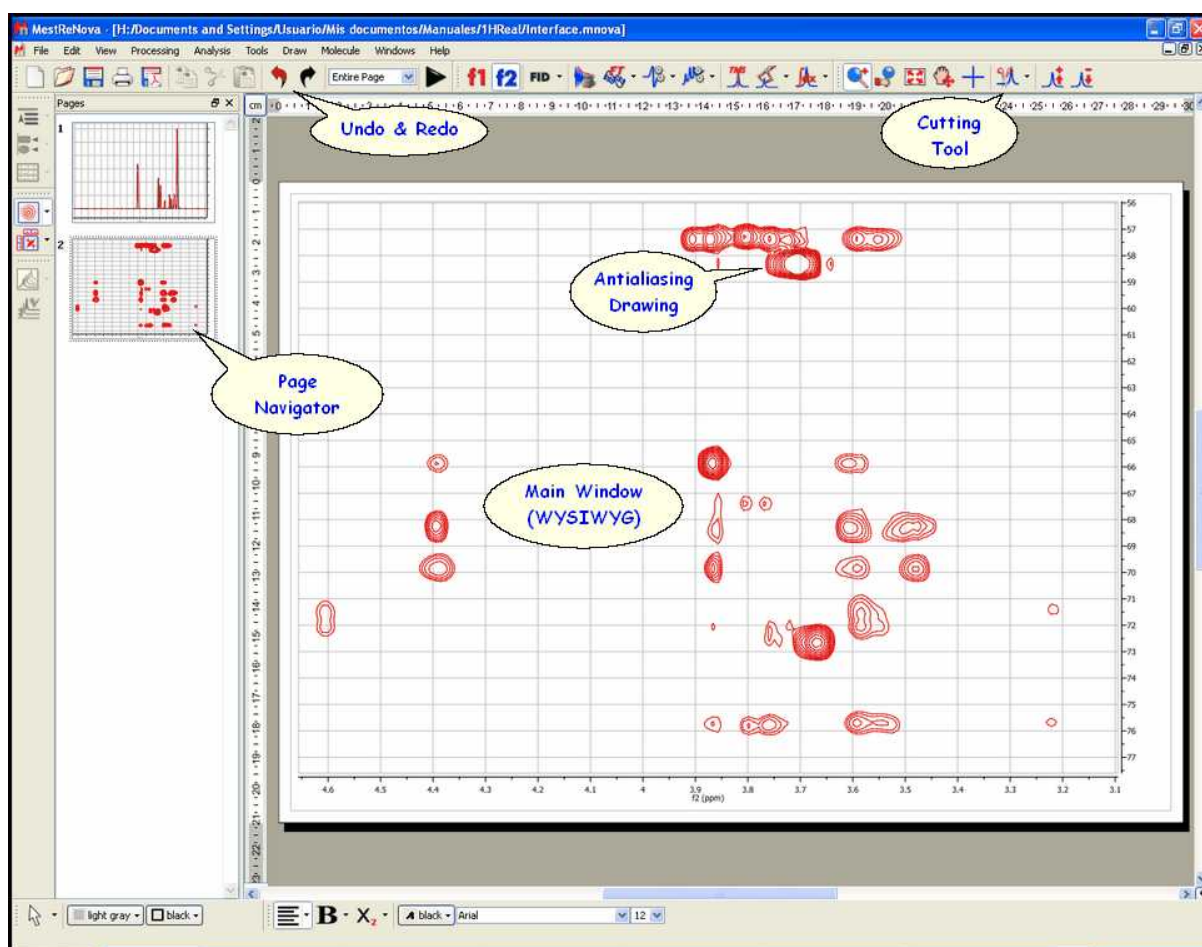 MestReNova - [H:/Documents and Settings/Usuario/Mis documentos/Manuales/1HReal/Interface.mnova]
File Edit View Processing Analysis Tools Draw Molecule Windows Help
Entire Page f1 f2 FID
Pages
cm
Undo & Redo
Cutting
Tool
1
2
Antialiasing
Drawing
Page
Navigator
Main Window
(WYSIWYG)
56
57
58
59
60
61
62
63
64
65
66
67
68
69
70
71
72
73
74
75
76
77
4.6 4.5 4.4 4.3 4.2 4.1 4 3.9 3.8 3.7 3.6 3.5 3.4 3.3 3.2 3.1
f2 (ppm)
light gray black B X2 A black Arial 12